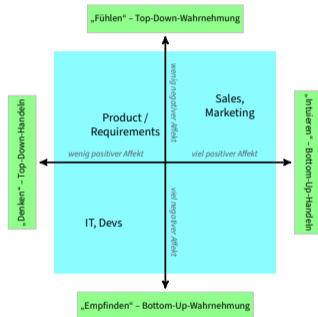 „Fühlen“ – Top-Down-Wahrnehmung
„Denken“ – Top-Down-Handeln
wenig negativer Affekt
Sales,
Marketing
Product /
Requirements
„Intuieren“ – Bottom-Up-Handeln
wenig positiver Affekt
viel positiver Affekt
viel negativer Affekt
IT, Devs
„Empfinden“ – Bottom-Up-Wahrnehmung